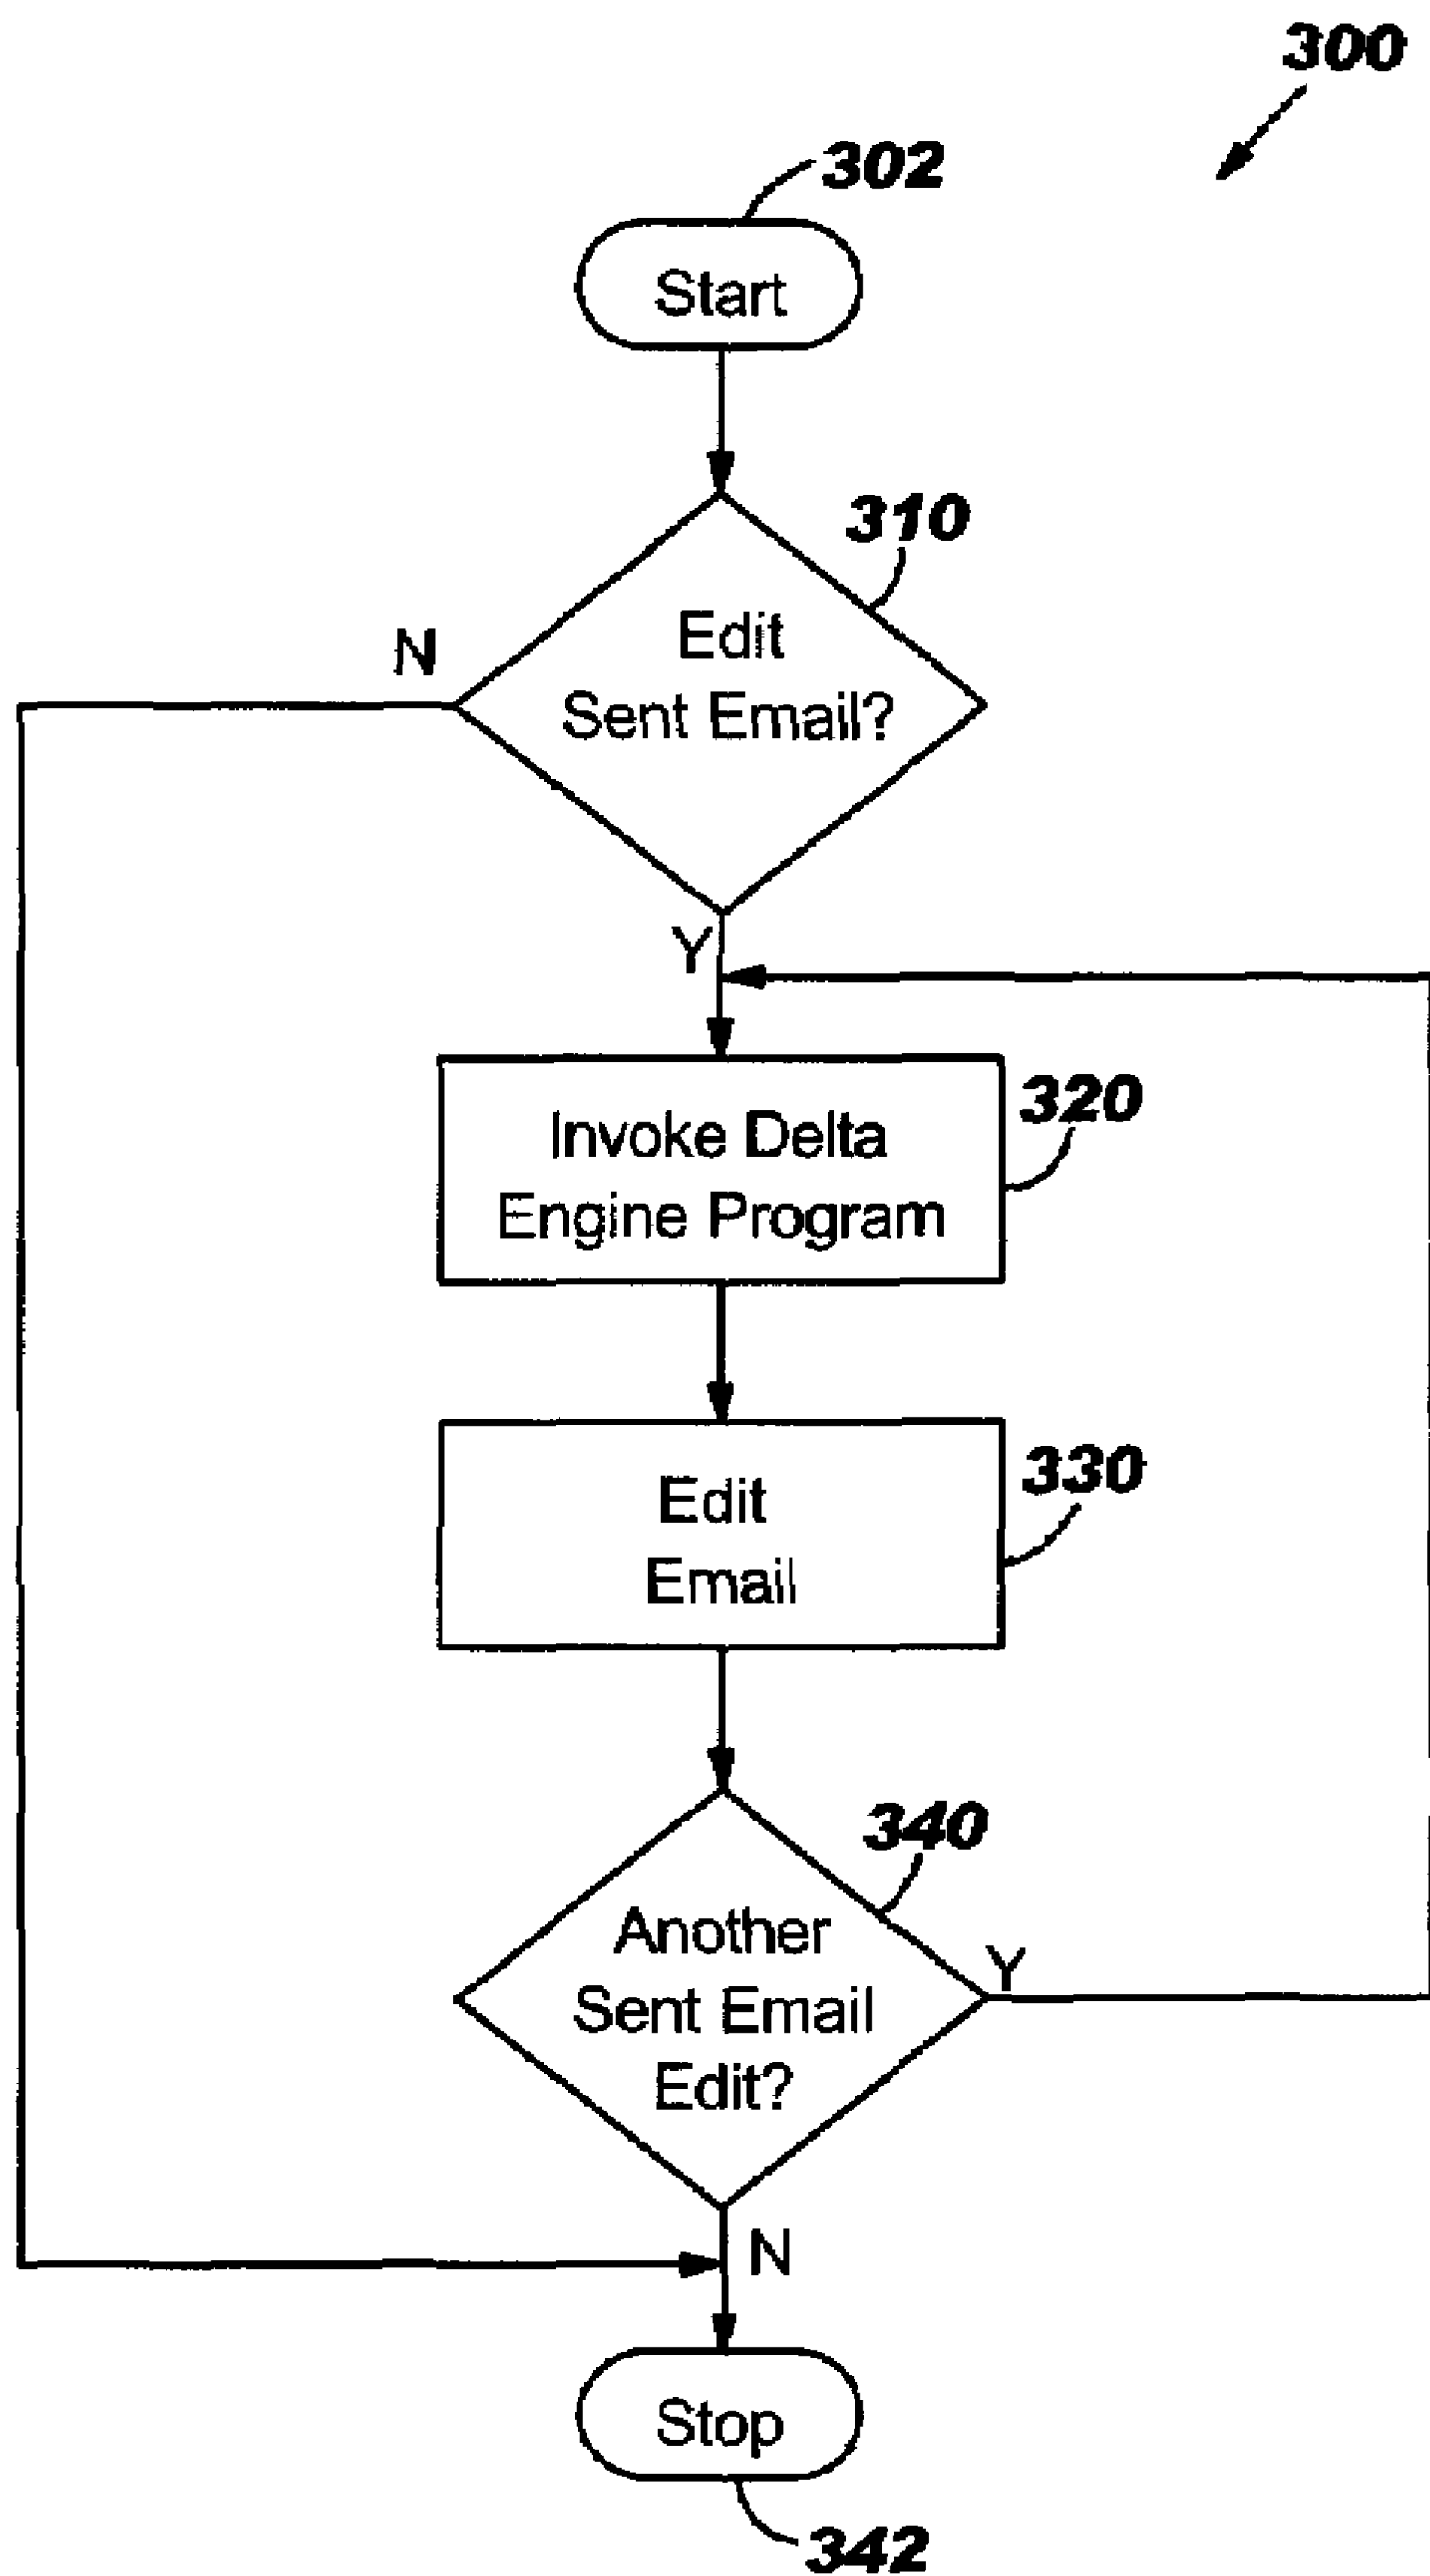 300
302
Start
310
Edit
Sent Email?
N
Y
320
Invoke Delta
Engine Program
330
Edit
Email
340
Another
Sent Email
Edit?
Y
N
Stop
342